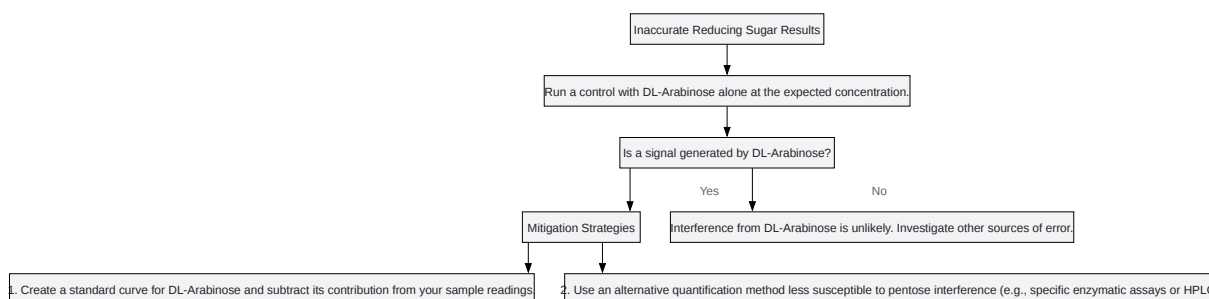 Inaccurate Reducing Sugar Results
Run a control with DL-Arabinose alone at the expected concentration.
Is a signal generated by DL-Arabinose?
Yes
No
Mitigation Strategies
Interference from DL-Arabinose is unlikely. Investigate other sources of error.
1. Create a standard curve for DL-Arabinose and subtract its contribution from your sample readings.
2. Use an alternative quantification method less susceptible to pentose interference (e.g., specific enzymatic assays or HPLC